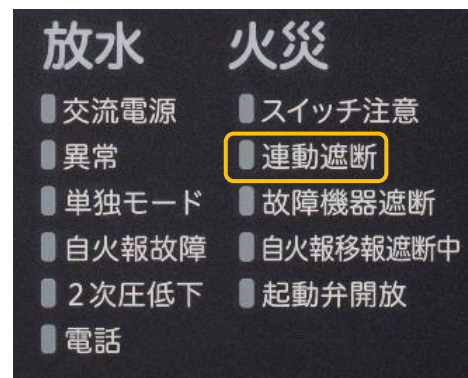 放水 火災
交流電源 スイッチ注意
異常 連動遮断
単独モード 故障機器遮断
自火報故障 自火報移報遮断中
2次圧低下 起動弁開放
電話